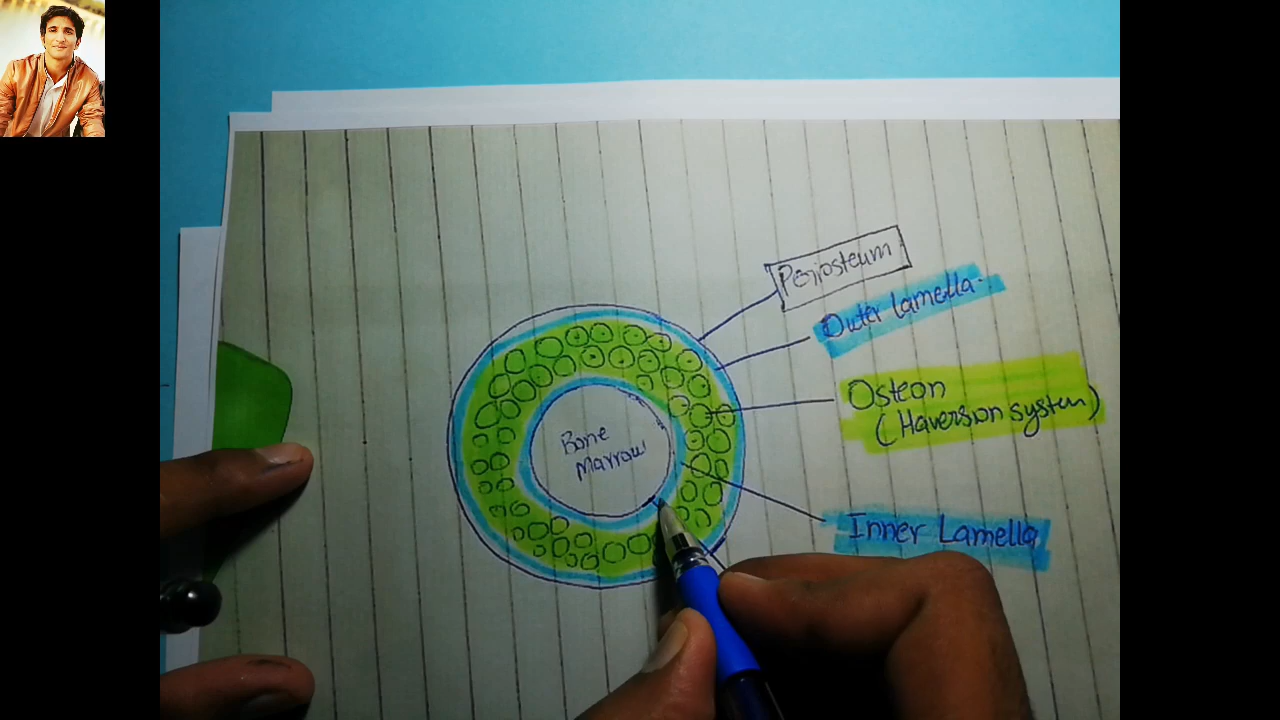 Periosteum
Outer lamella
Osteon
(Haversion system)
Bone
Marrow
Inner Lamella